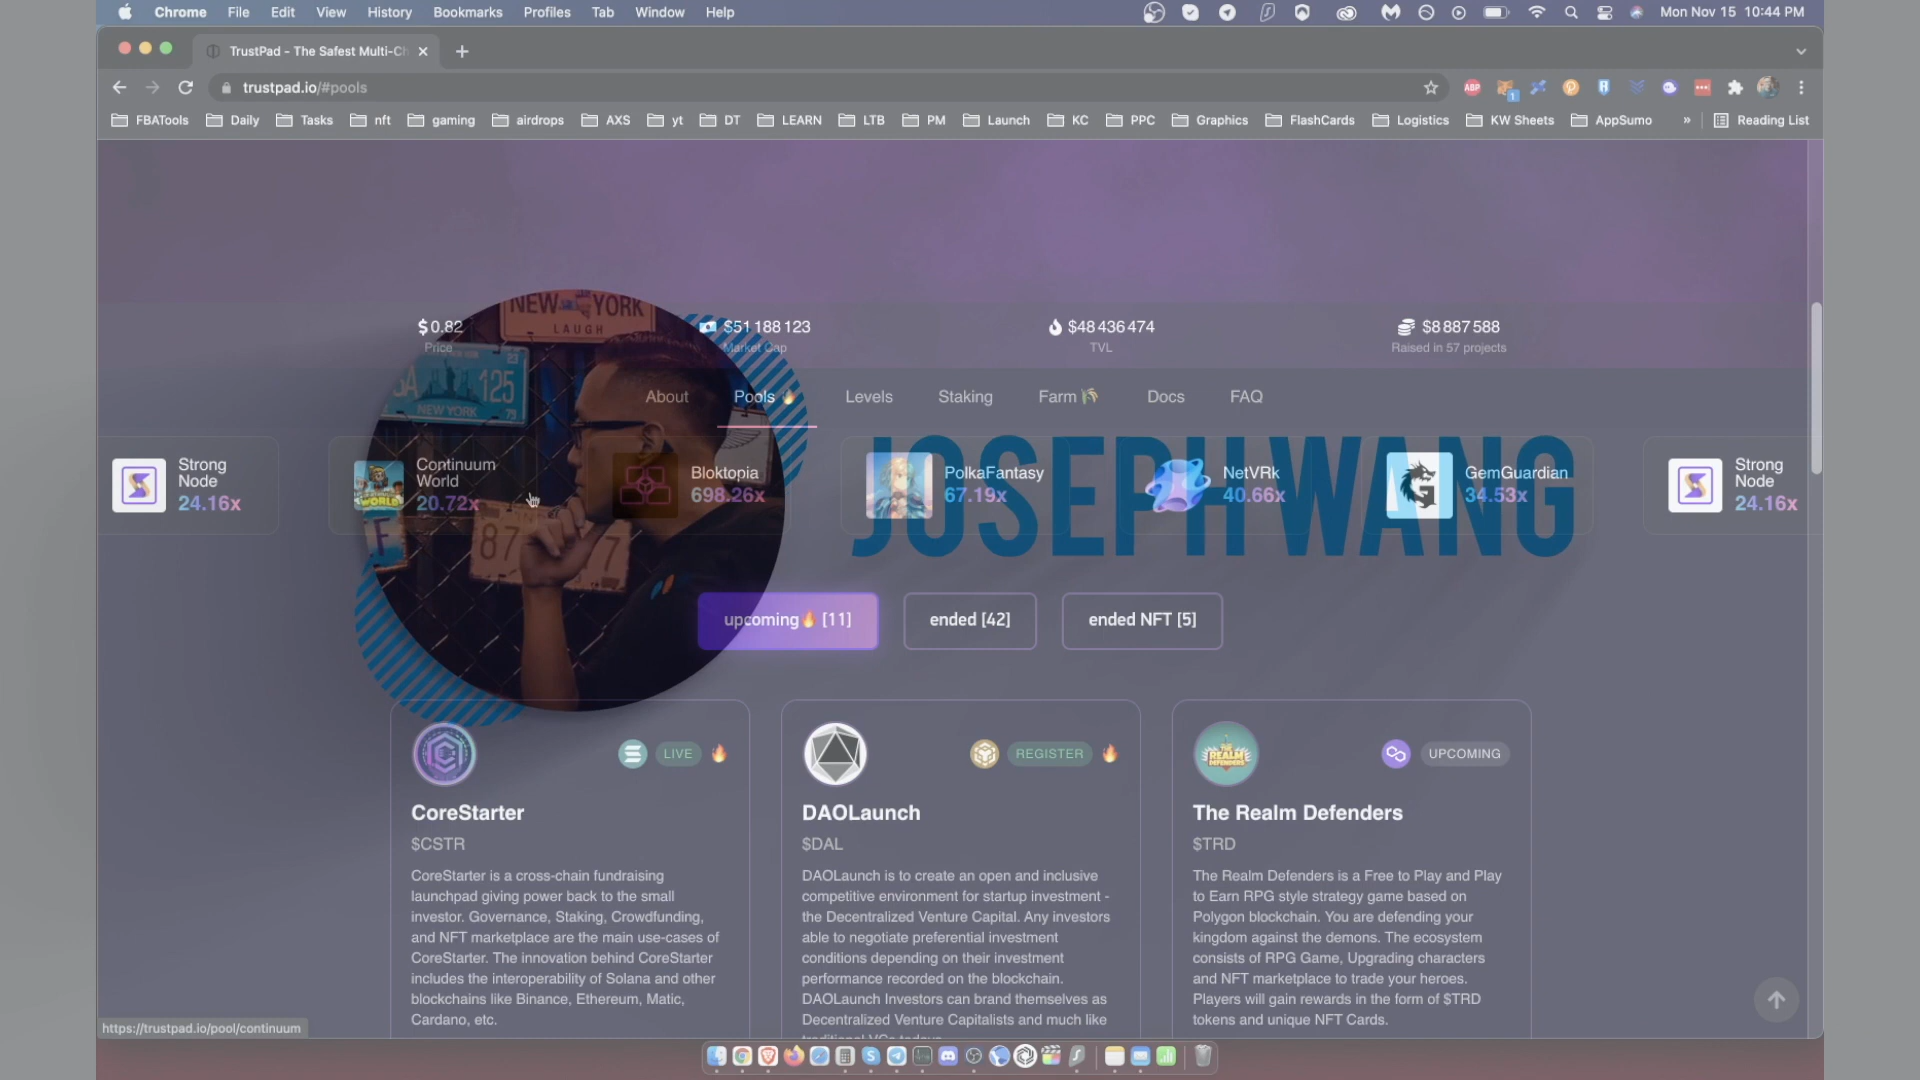 Chrome File Edit View History Bookmarks Profiles Tab Window Help Mon Nov 15 10:44 PM
TrustPad - The Safest Multi-Ch
trustpad.io/#pools
ABP 1
FBATools Daily Tasks nft gaming airdrops AXS yt DT LEARN LTB PM Launch KC PPC Graphics FlashCards Logistics KW Sheets AppSumo » Reading List
NEW YORK
LAUGH
$0.82 $51 188 123 $48 436 474 $8 887 588
Price Market Cap TVL Raised in 57 projects
125
NEW YORK
About Pools Levels Staking Farm Docs FAQ
JOSEPH WANG
Strong Node 24.16x
Continuum World 20.72x
Bloktopia 698.26x
PolkaFantasy 67.19x
NetVRk 40.66x
GemGuardian 34.53x
Strong Node 24.16x
87 7
upcoming [11] ended [42] ended NFT [5]
LIVE
CoreStarter
$CSTR
CoreStarter is a cross-chain fundraising
launchpad giving power back to the small
investor. Governance, Staking, Crowdfunding,
and NFT marketplace are the main use-cases of
CoreStarter. The innovation behind CoreStarter
includes the interoperability of Solana and other
blockchains like Binance, Ethereum, Matic,
Cardano, etc.
REGISTER
DAOLaunch
$DAL
DAOLaunch is to create an open and inclusive
competitive environment for startup investment -
the Decentralized Venture Capital. Any investors
able to negotiate preferential investment
conditions depending on their investment
performance recorded on the blockchain.
DAOLaunch Investors can brand themselves as
Decentralized Venture Capitalists and much like
traditional VCs today
UPCOMING
The Realm Defenders
$TRD
The Realm Defenders is a Free to Play and Play
to Earn RPG style strategy game based on
Polygon blockchain. You are defending your
kingdom against the demons. The ecosystem
consists of RPG Game, Upgrading characters
and NFT marketplace to trade your heroes.
Players will gain rewards in the form of $TRD
tokens and unique NFT Cards.
https://trustpad.io/pool/continuum